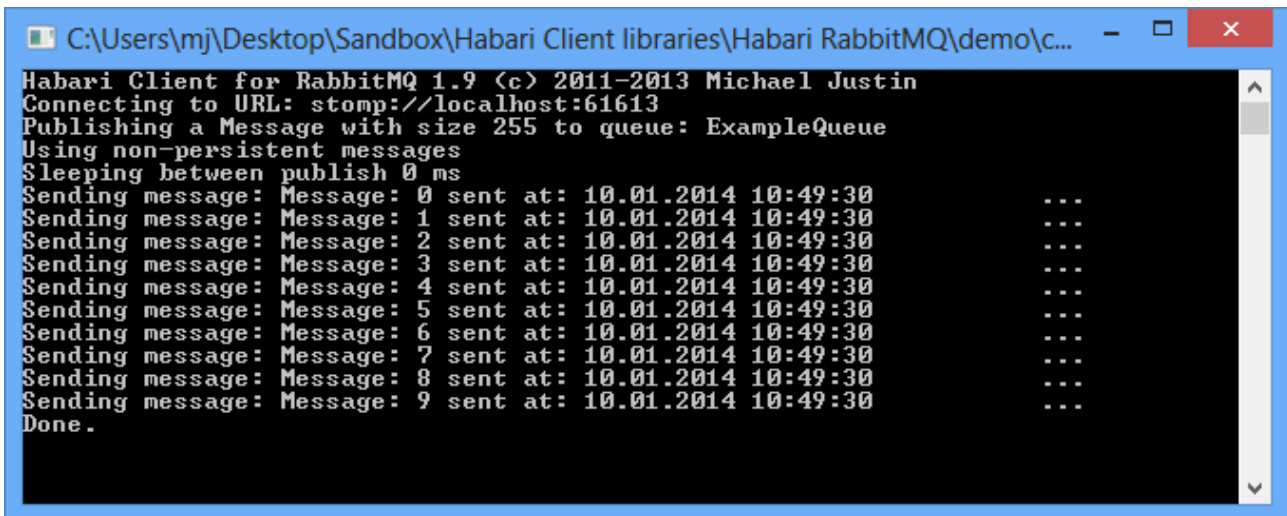 C:\Users\mj\Desktop\Sandbox\Habari Client libraries\Habari RabbitMQ\demo\c...
Habari Client for RabbitMQ 1.9 (c) 2011-2013 Michael Justin
Connecting to URL: stomp://localhost:61613
Publishing a Message with size 255 to queue: ExampleQueue
Using non-persistent messages
Sleeping between publish 0 ms
Sending message: Message: 0 sent at: 10.01.2014 10:49:30 ...
Sending message: Message: 1 sent at: 10.01.2014 10:49:30 ...
Sending message: Message: 2 sent at: 10.01.2014 10:49:30 ...
Sending message: Message: 3 sent at: 10.01.2014 10:49:30 ...
Sending message: Message: 4 sent at: 10.01.2014 10:49:30 ...
Sending message: Message: 5 sent at: 10.01.2014 10:49:30 ...
Sending message: Message: 6 sent at: 10.01.2014 10:49:30 ...
Sending message: Message: 7 sent at: 10.01.2014 10:49:30 ...
Sending message: Message: 8 sent at: 10.01.2014 10:49:30 ...
Sending message: Message: 9 sent at: 10.01.2014 10:49:30 ...
Done.